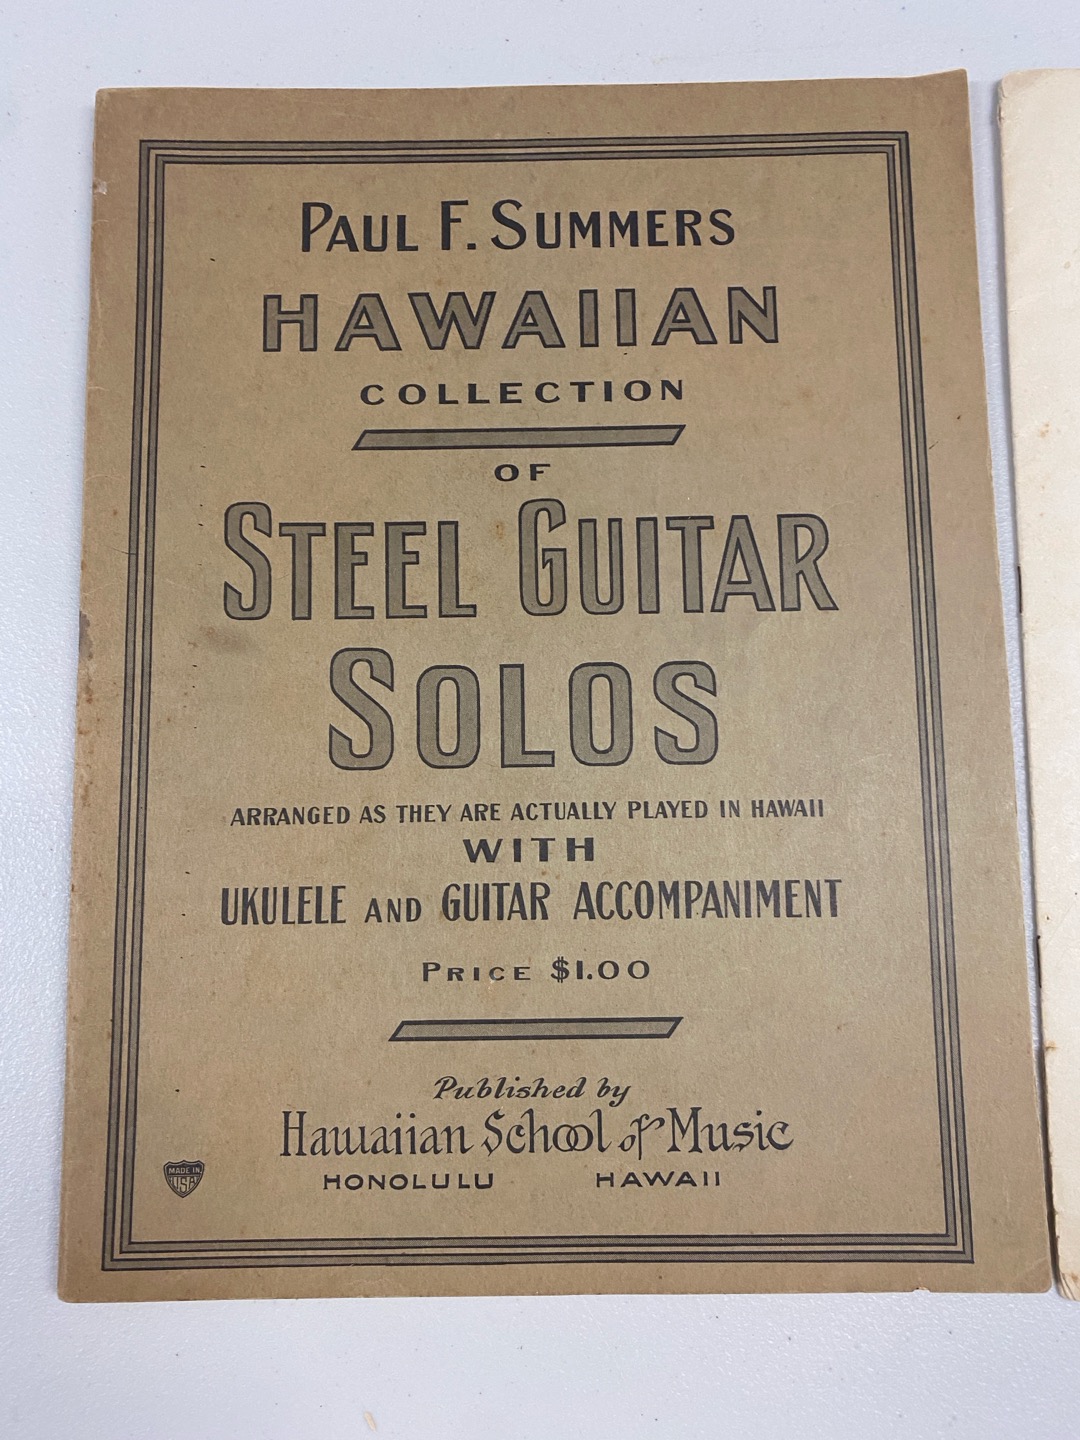 PAUL F. SUMMERS
HAWAIIAN
COLLECTION
OF
STEEL GUITAR
SOLOS
ARRANGED AS THEY ARE ACTUALLY PLAYED IN HAWAII
WITH
UKULELE AND GUITAR ACCOMPANIMENT
PRICE $1.00
Published by
Hawaiian School of Music
HONOLULU HAWAII
MADE IN
USA